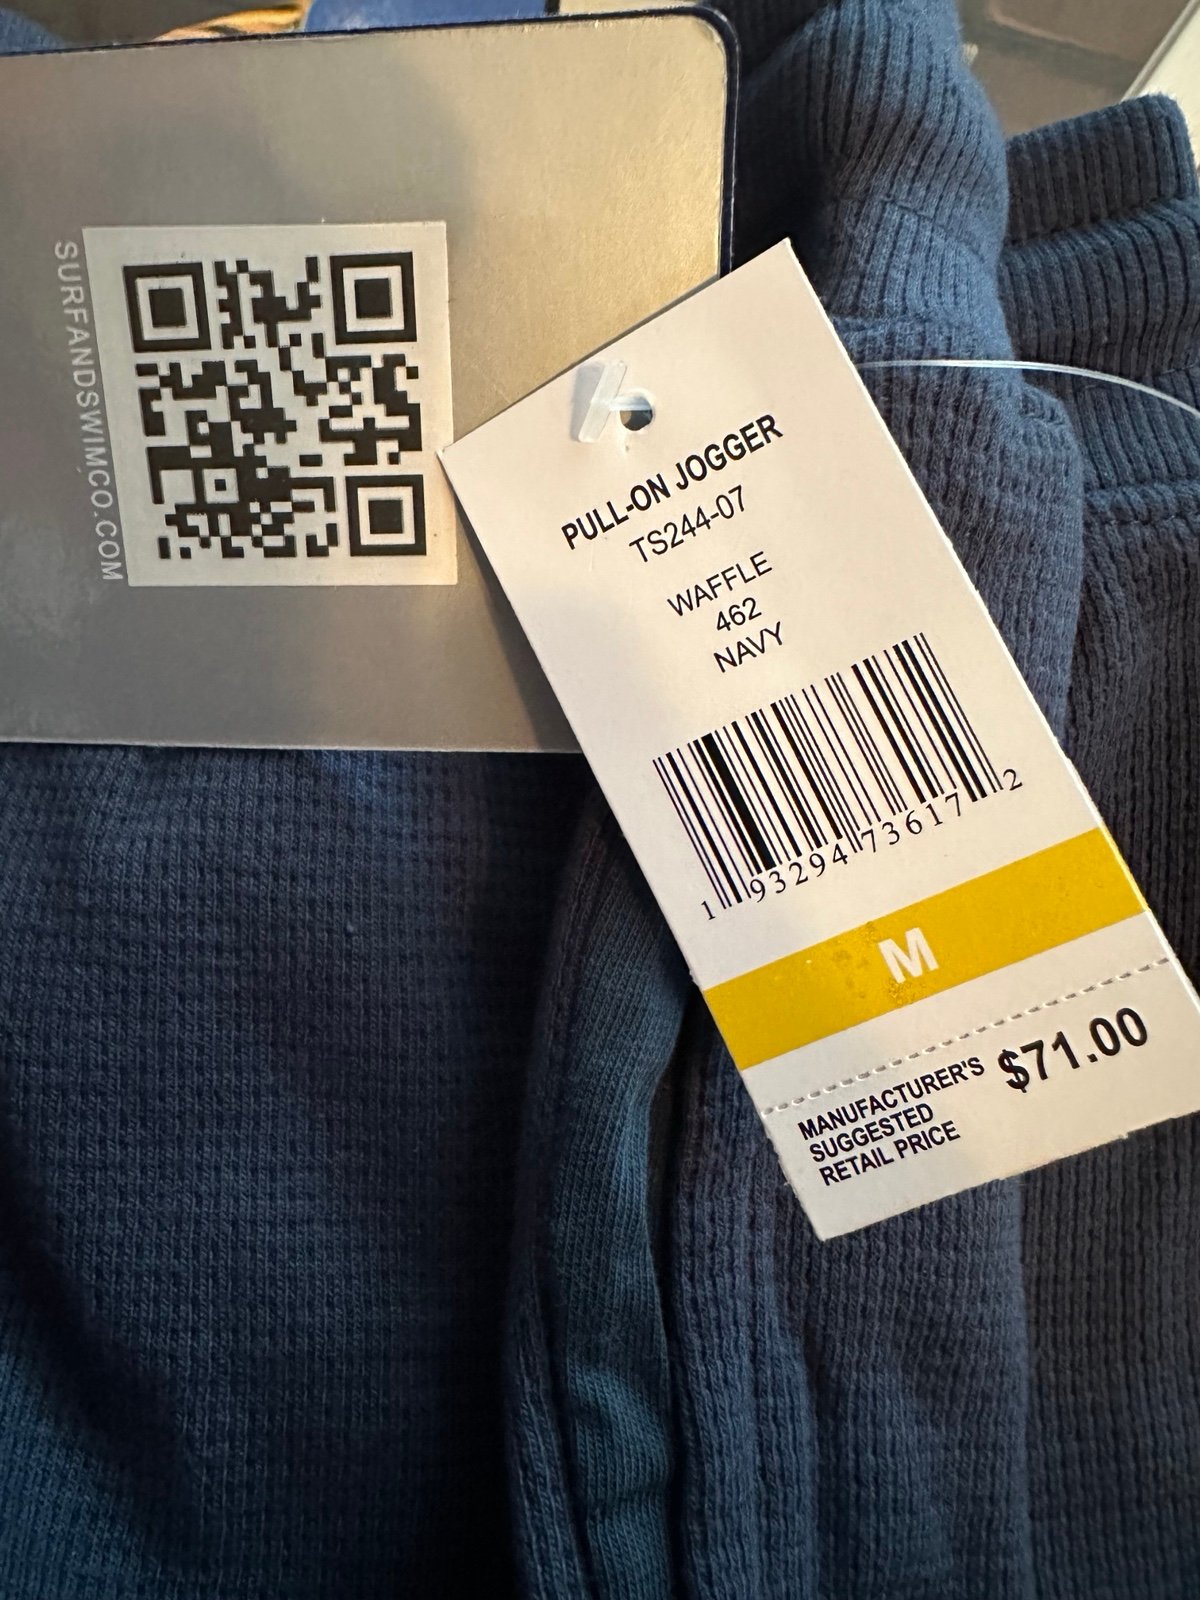 SURFANDSWIMCO.COM
PULL-ON JOGGER
TS244-07
WAFFLE
462
NAVY
1 93294 73617 2
M
MANUFACTURER'S
SUGGESTED
RETAIL PRICE
$71.00